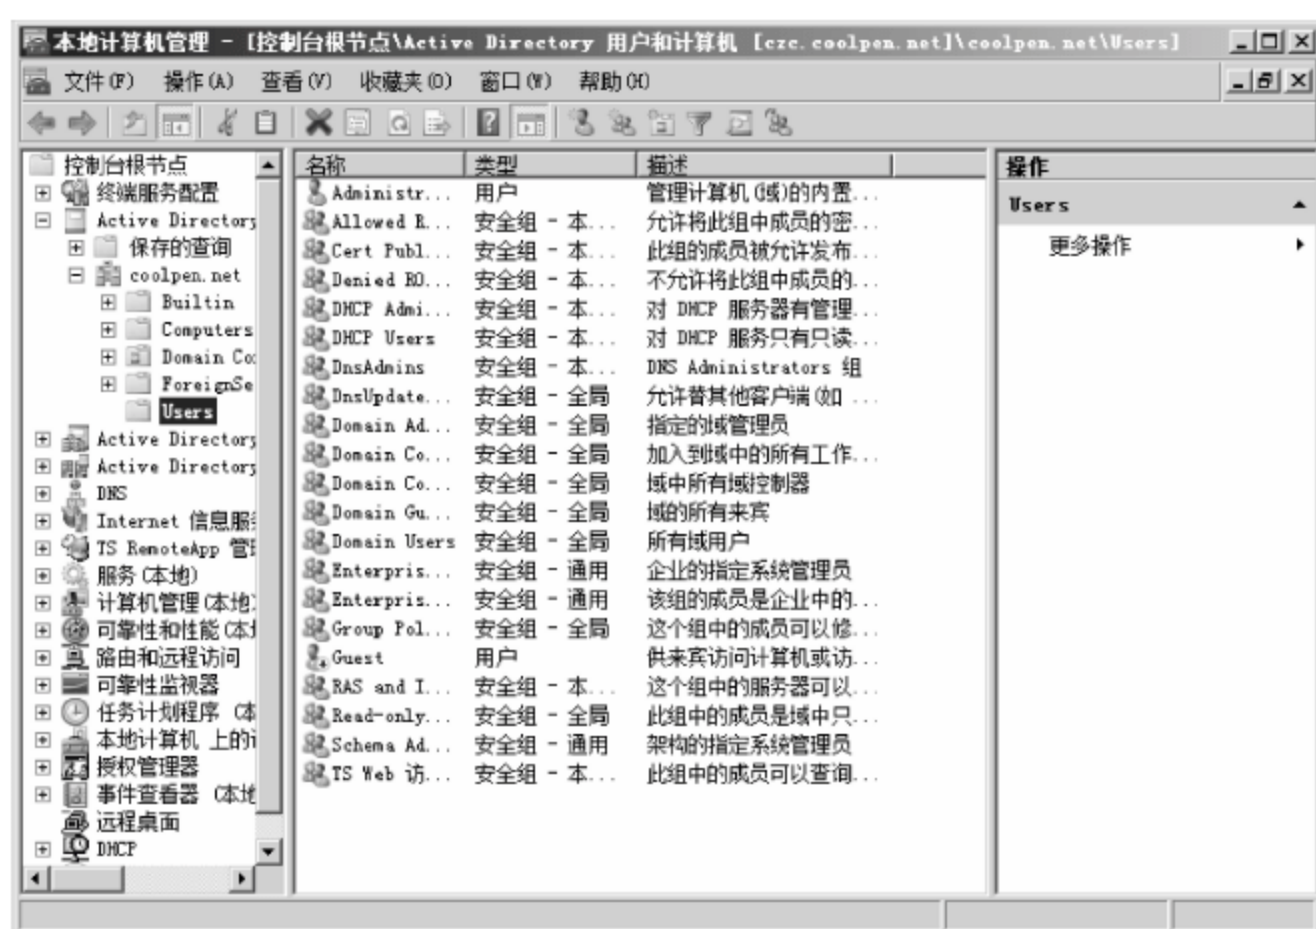 本地计算机管理 - [控制台根节点\Active Directory 用户和计算机 [czc.coolpen.net]\coolpen.net\Users]
文件(F) 操作(A) 查看(V) 收藏夹(O) 窗口(W) 帮助(H)
控制台根节点
终端服务配置
Active Directory
保存的查询
coolpen.net
Builtin
Computers
Domain Co
ForeignSe
Users
Active Directory
Active Directory
DNS
Internet 信息服务
TS RemoteApp 管理
服务(本地)
计算机管理(本地)
可靠性和性能(本地
路由和远程访问
可靠性监视器
任务计划程序 (本
本地计算机 上的
授权管理器
事件查看器 (本地
远程桌面
DHCP
名称 类型 描述
Administr... 用户 管理计算机(域)的内置...
Allowed R... 安全组 - 本... 允许将此组中成员的密...
Cert Publ... 安全组 - 本... 此组的成员被允许发布...
Denied RO... 安全组 - 本... 不允许将此组中成员的...
DHCP Admi... 安全组 - 本... 对 DHCP 服务器有管理...
DHCP Users 安全组 - 本... 对 DHCP 服务只有只读...
DnsAdmins 安全组 - 本... DNS Administrators 组
DnsUpdate... 安全组 - 全局 允许替其他客户端(如 ...
Domain Ad... 安全组 - 全局 指定的域管理员
Domain Co... 安全组 - 全局 加入到域中的所有工作...
Domain Co... 安全组 - 全局 域中所有域控制器
Domain Gu... 安全组 - 全局 域的所有来宾
Domain Users 安全组 - 全局 所有域用户
Enterpris... 安全组 - 通用 企业的指定系统管理员
Enterpris... 安全组 - 通用 该组的成员是企业中的...
Group Pol... 安全组 - 全局 这个组中的成员可以修...
Guest 用户 供来宾访问计算机或访...
RAS and I... 安全组 - 本... 这个组中的服务器可以...
Read-only... 安全组 - 全局 此组中的成员是域中只...
Schema Ad... 安全组 - 通用 架构的指定系统管理员
TS Web 访... 安全组 - 本... 此组中的成员可以查询...
操作
Users
更多操作